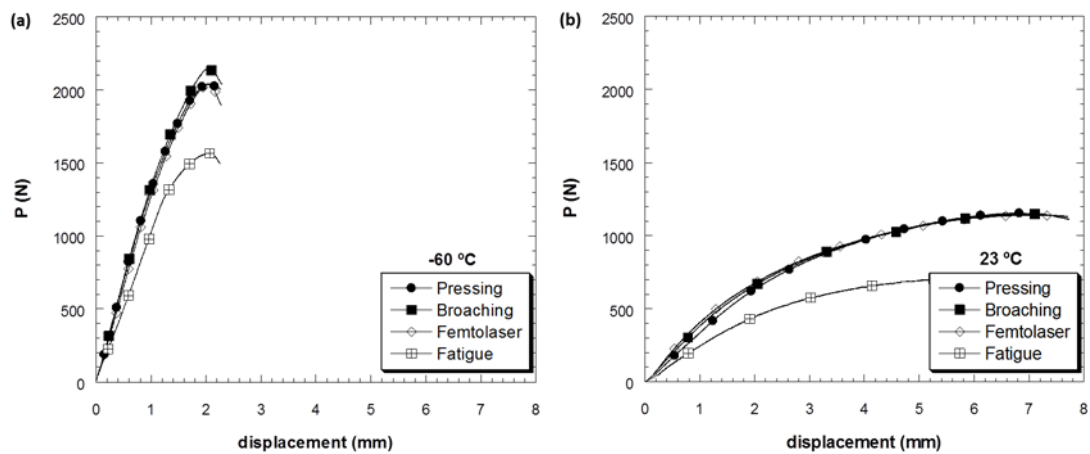 (a)
2500
2000
1500
1000
500
0
P (N)
-60 ºC
Pressing
Broaching
Femtolaser
Fatigue
0 1 2 3 4 5 6 7 8
displacement (mm)
(b)
2500
2000
1500
1000
500
0
P (N)
23 ºC
Pressing
Broaching
Femtolaser
Fatigue
0 1 2 3 4 5 6 7 8
displacement (mm)